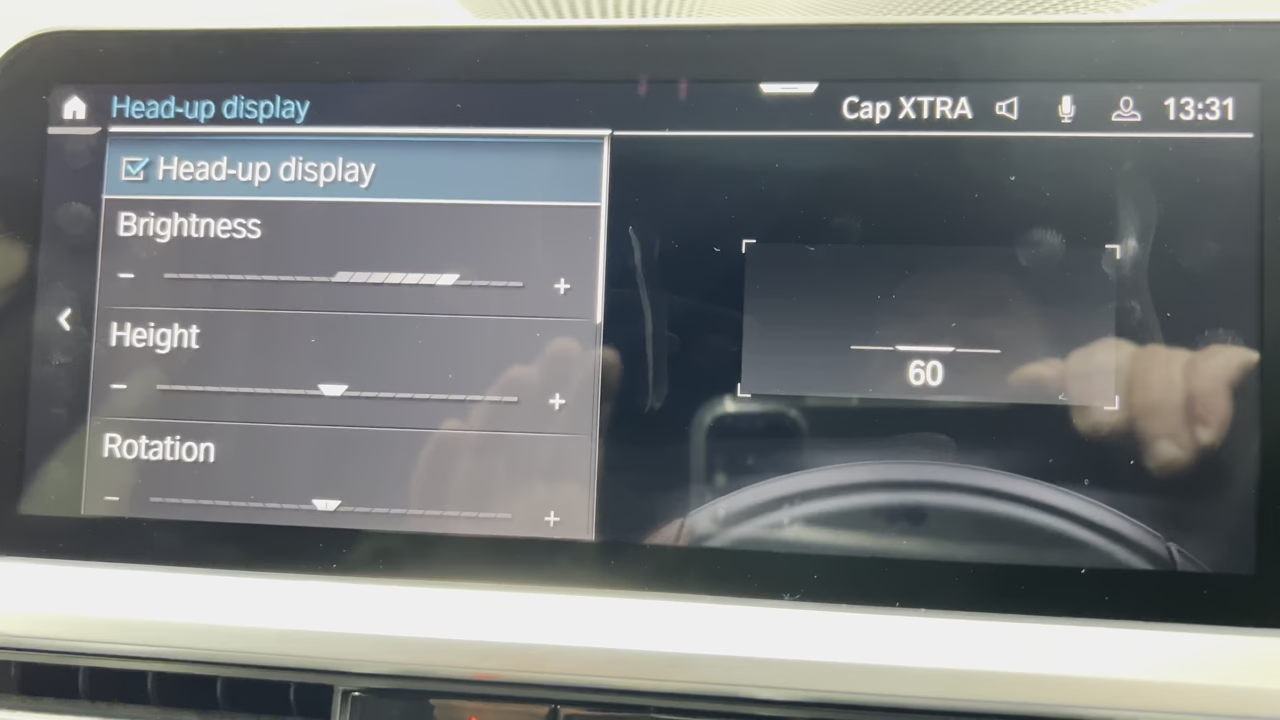 Head-up display
Cap XTRA 13:31
Head-up display
Brightness
- +
Height
- +
Rotation
- +
60